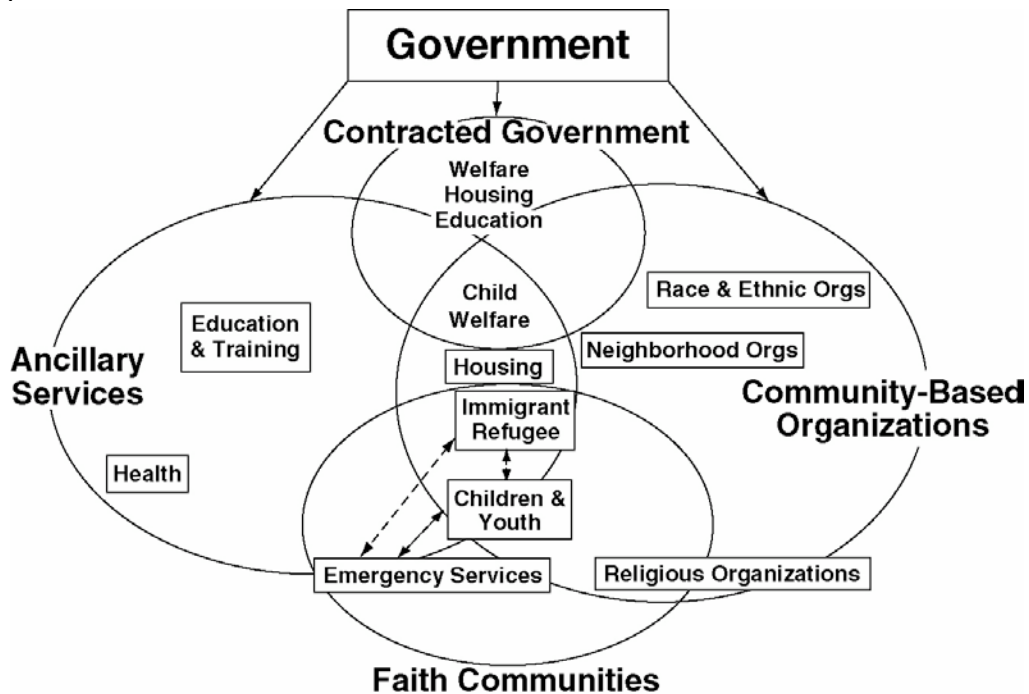 Government
Contracted Government
Welfare
Housing
Education
Child
Welfare
Race & Ethnic Orgs
Education
& Training
Neighborhood Orgs
Ancillary
Services
Housing
Community-Based
Organizations
Immigrant
Refugee
Health
Children &
Youth
Emergency Services
Religious Organizations
Faith Communities